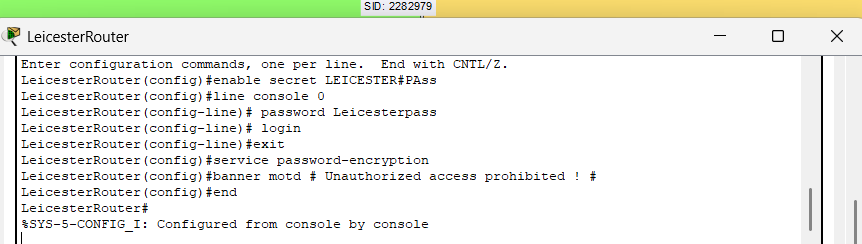 SID: 2282979
LeicesterRouter
Enter configuration commands, one per line.  End with CNTL/Z.
LeicesterRouter(config)#enable secret LEICESTER#PAss
LeicesterRouter(config)#line console 0
LeicesterRouter(config-line)# password Leicesterpass
LeicesterRouter(config-line)# login
LeicesterRouter(config-line)#exit
LeicesterRouter(config)#service password-encryption
LeicesterRouter(config)#banner motd # Unauthorized access prohibited ! #
LeicesterRouter(config)#end
LeicesterRouter#
%SYS-5-CONFIG_I: Configured from console by console